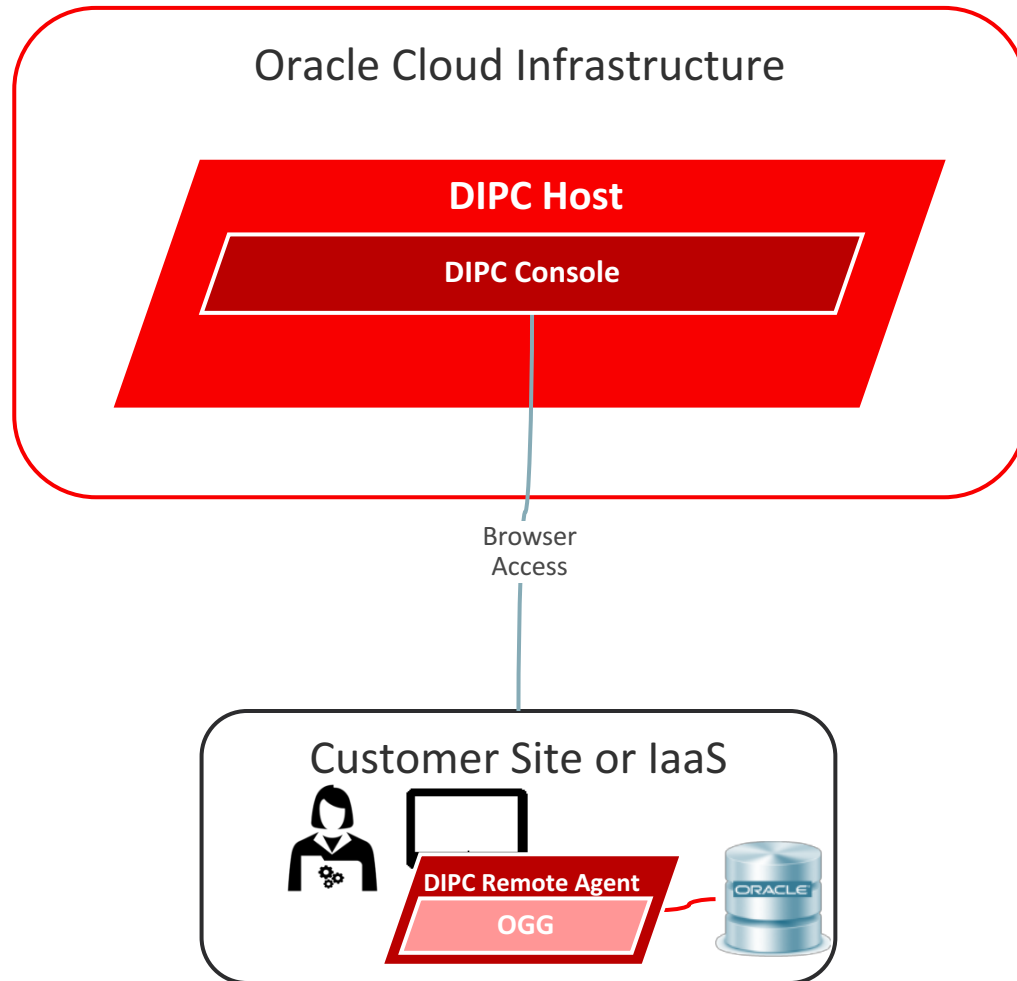 Oracle Cloud Infrastructure
DIPC Host
DIPC Console
Browser
Access
Customer Site or IaaS
DIPC Remote Agent
OGG
ORACLE